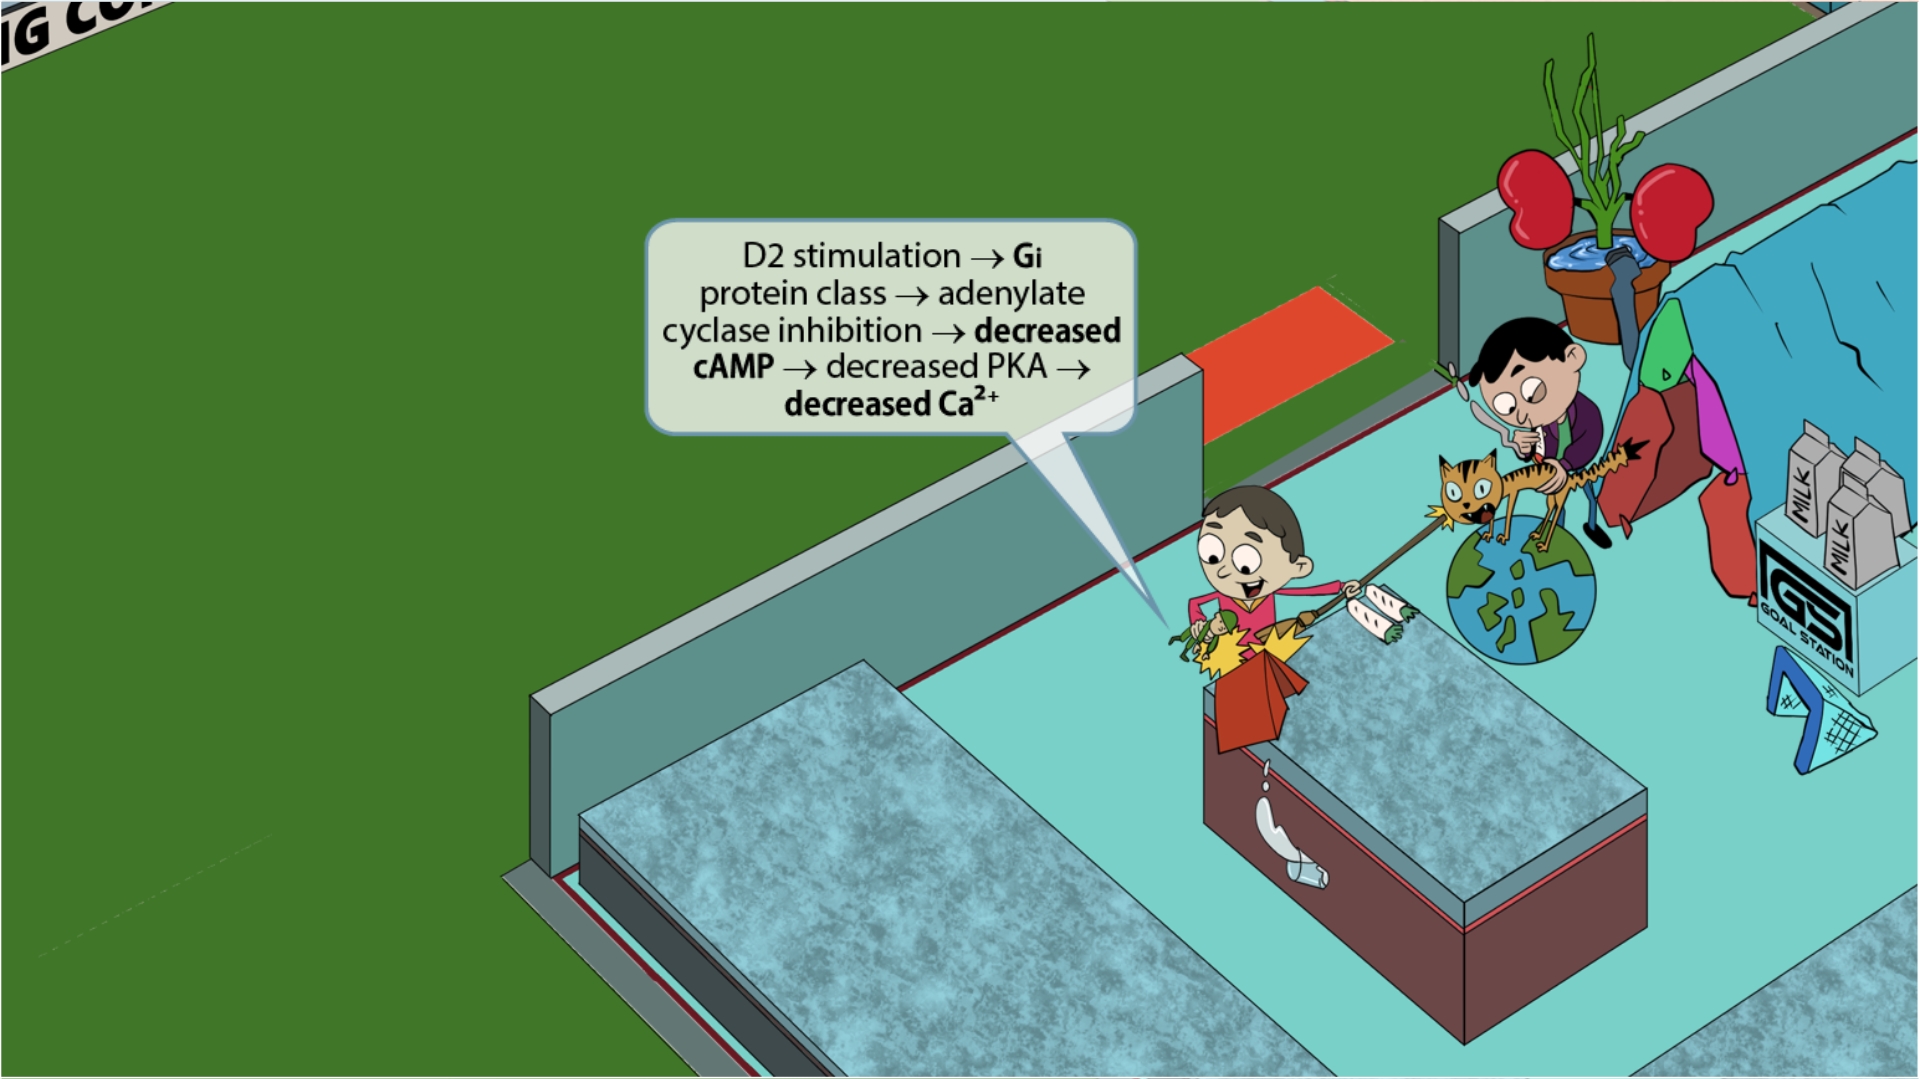 D2 stimulation → Gi
protein class → adenylate
cyclase inhibition → decreased
cAMP → decreased PKA →
decreased Ca²⁺
MILK
MILK
GS
GOAL STATION